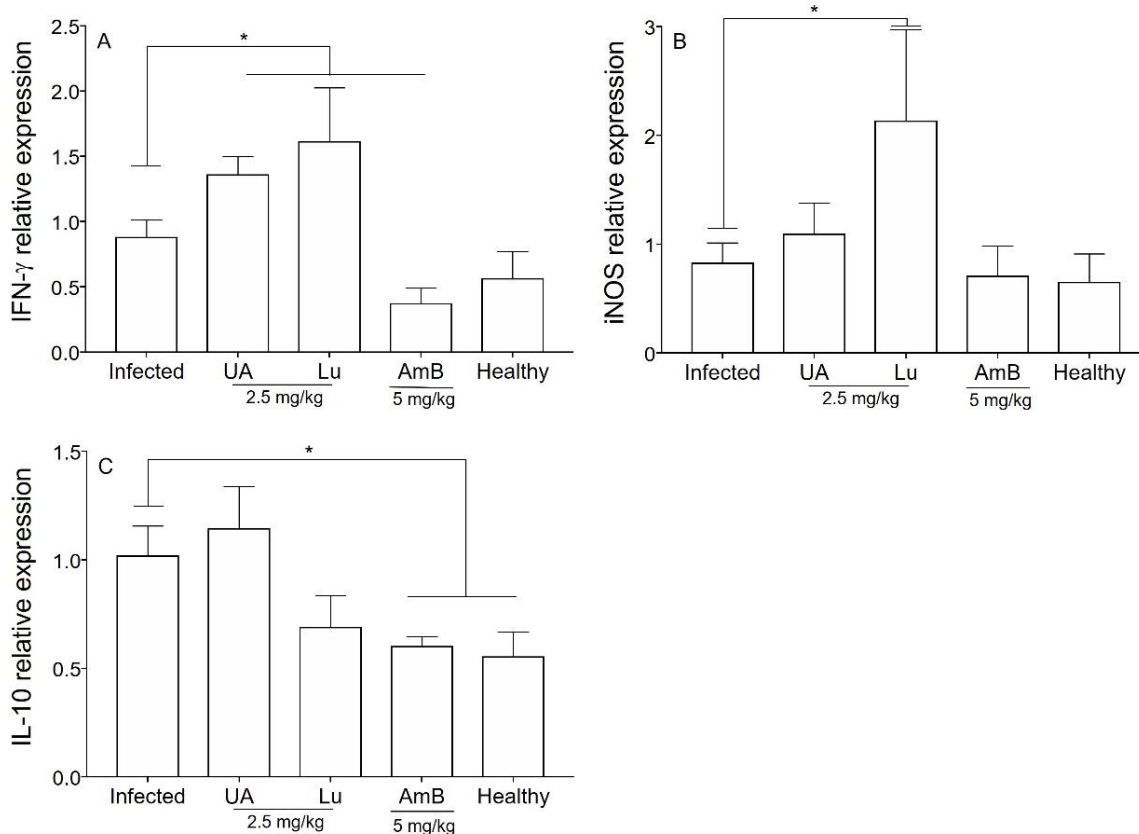 A
*
IFN-γ relative expression
2.5
2.0
1.5
1.0
0.5
0.0
Infected UA Lu AmB Healthy
2.5 mg/kg 5 mg/kg
B
*
iNOS relative expression
3
2
1
0
Infected UA Lu AmB Healthy
2.5 mg/kg 5 mg/kg
C
*
IL-10 relative expression
1.5
1.0
0.5
0.0
Infected UA Lu AmB Healthy
2.5 mg/kg 5 mg/kg